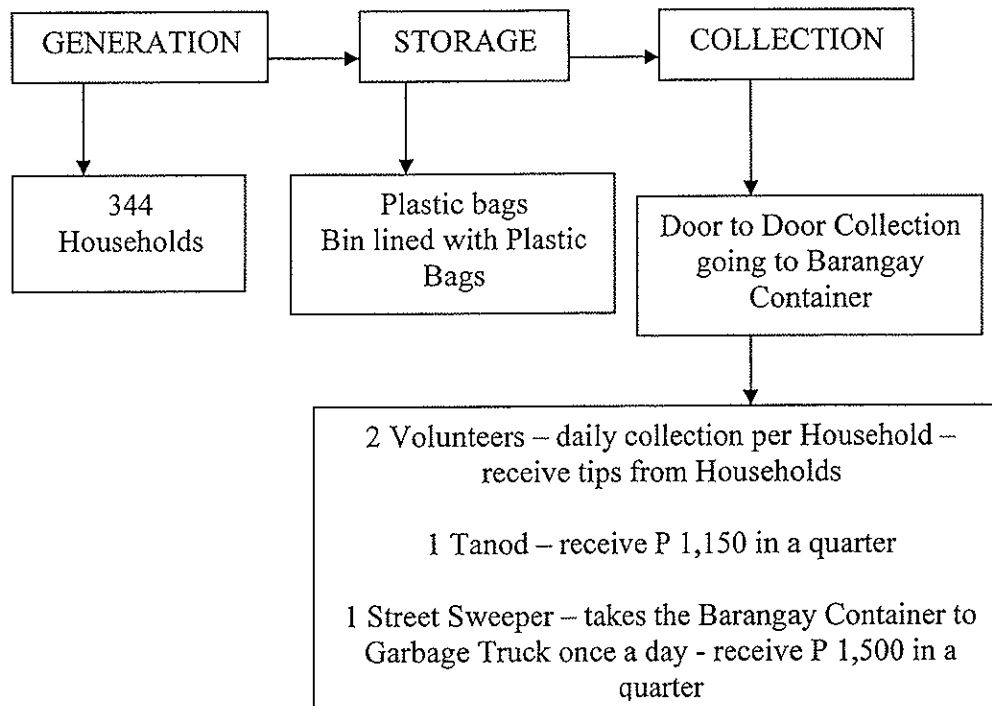 GENERATION
STORAGE
COLLECTION
344
Households
Plastic bags
Bin lined with Plastic
Bags
Door to Door Collection
going to Barangay
Container
2 Volunteers – daily collection per Household –
receive tips from Households
1 Tanod – receive P 1,150 in a quarter
1 Street Sweeper – takes the Barangay Container to
Garbage Truck once a day - receive P 1,500 in a
quarter